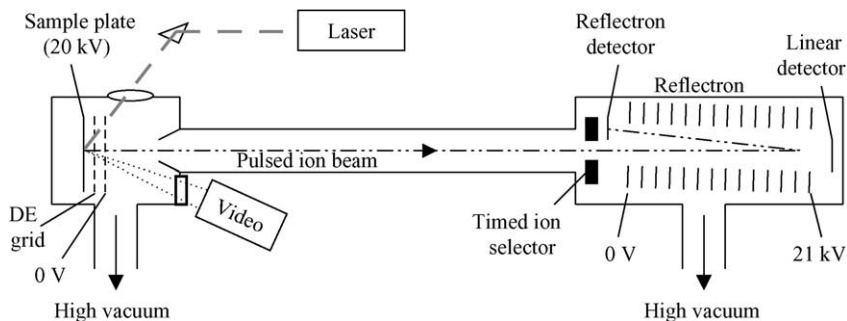 Sample plate
(20 kV)
Laser
Reflectron
detector
Linear
detector
Reflectron
Pulsed ion beam
Video
DE
grid
0 V
Timed ion
selector
0 V
21 kV
High vacuum
High vacuum